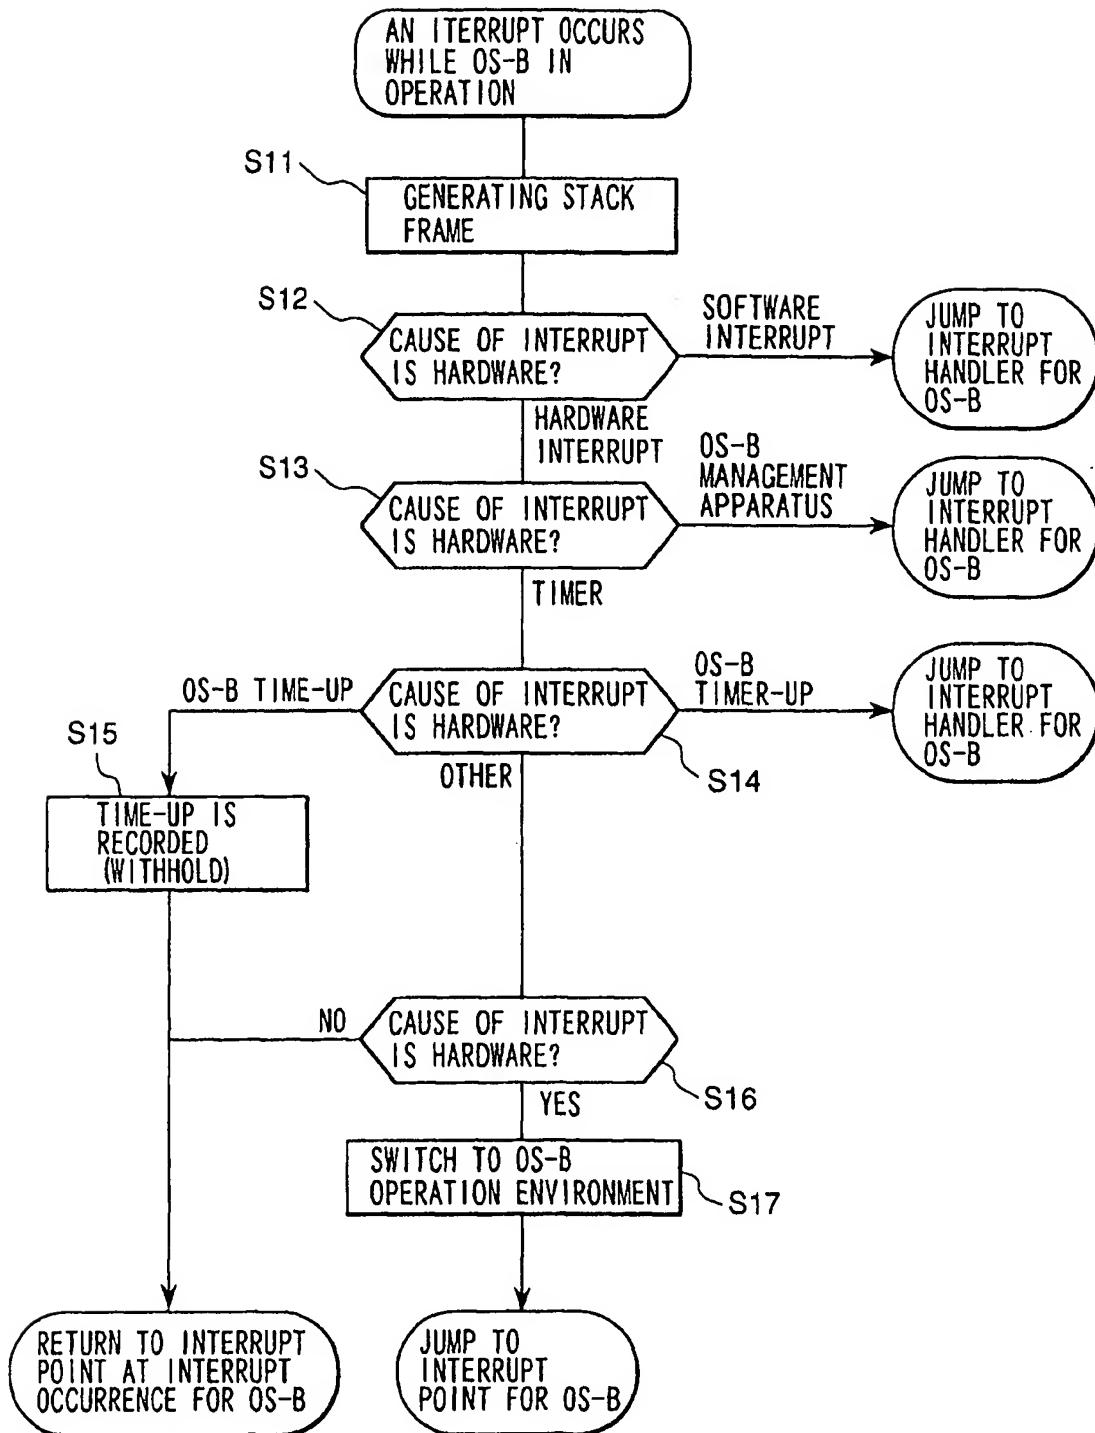 AN ITERRUPT OCCURS
WHILE OS-B IN
OPERATION
S11
GENERATING STACK
FRAME
S12
CAUSE OF INTERRUPT
IS HARDWARE?
SOFTWARE
INTERRUPT
JUMP TO
INTERRUPT
HANDLER FOR
OS-B
HARDWARE
INTERRUPT
S13
CAUSE OF INTERRUPT
IS HARDWARE?
OS-B
MANAGEMENT
APPARATUS
JUMP TO
INTERRUPT
HANDLER FOR
OS-B
TIMER
OS-B TIME-UP
CAUSE OF INTERRUPT
IS HARDWARE?
OS-B
TIMER-UP
JUMP TO
INTERRUPT
HANDLER FOR
OS-B
S14
OTHER
S15
TIME-UP IS
RECORDED
(WITHHOLD)
NO
CAUSE OF INTERRUPT
IS HARDWARE?
S16
YES
SWITCH TO OS-B
OPERATION ENVIRONMENT
S17
RETURN TO INTERRUPT
POINT AT INTERRUPT
OCCURRENCE FOR OS-B
JUMP TO
INTERRUPT
POINT FOR OS-B